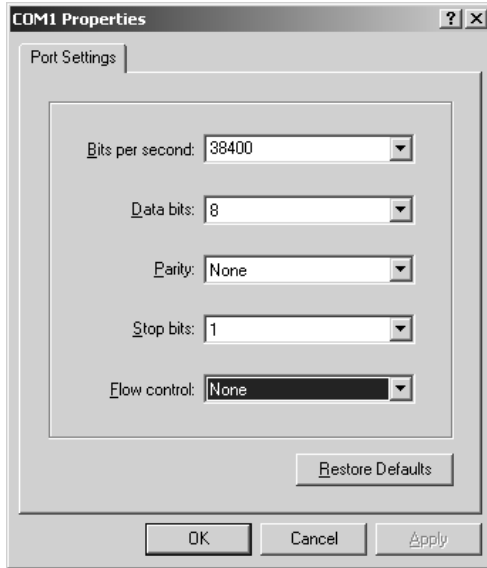 COM1 Properties
Port Settings
Bits per second: 38400
Data bits: 8
Parity: None
Stop bits: 1
Flow control: None
Restore Defaults
OK Cancel Apply